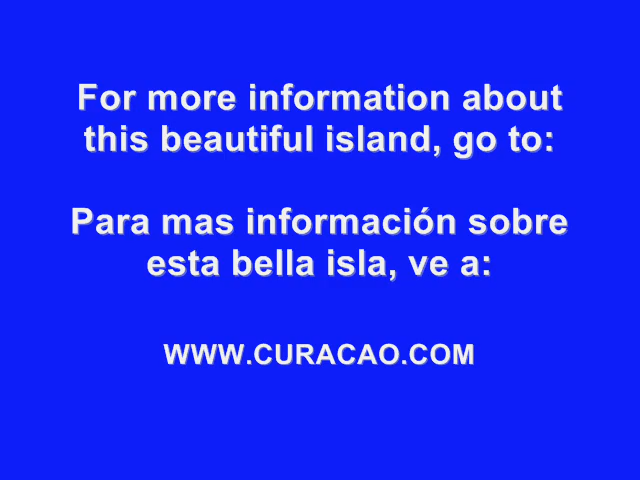 For more information about
this beautiful island, go to:
Para mas información sobre
esta bella isla, ve a:
WWW.CURACAO.COM